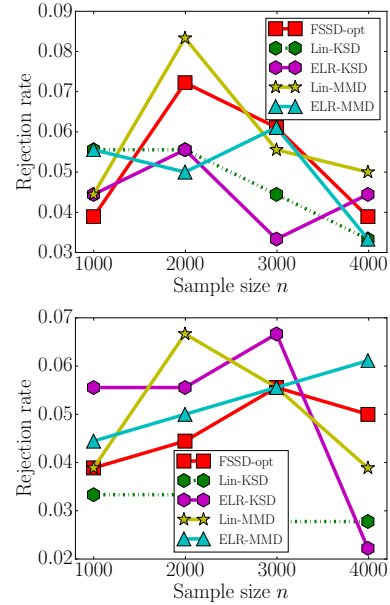 0.09
0.08
0.07
0.06
0.05
0.04
0.03
Rejection rate
FSSD-opt
Lin-KSD
ELR-KSD
Lin-MMD
ELR-MMD
1000 2000 3000 4000
Sample size n
0.07
0.06
0.05
0.04
0.03
0.02
Rejection rate
FSSD-opt
Lin-KSD
ELR-KSD
Lin-MMD
ELR-MMD
1000 2000 3000 4000
Sample size n